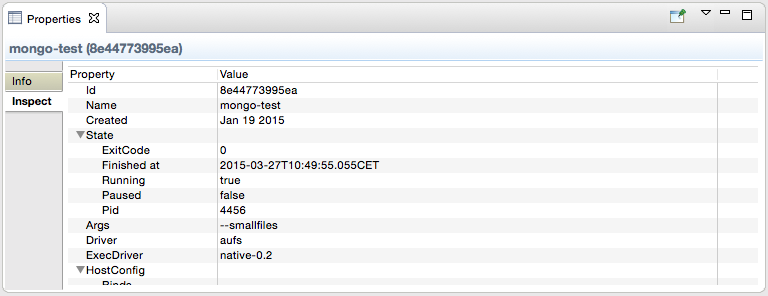 Properties
mongo-test (8e44773995ea)
Info
Inspect
Property Value
Id 8e44773995ea
Name mongo-test
Created Jan 19 2015
State
ExitCode 0
Finished at 2015-03-27T10:49:55.055CET
Running true
Paused false
Pid 4456
Args --smallfiles
Driver aufs
ExecDriver native-0.2
HostConfig